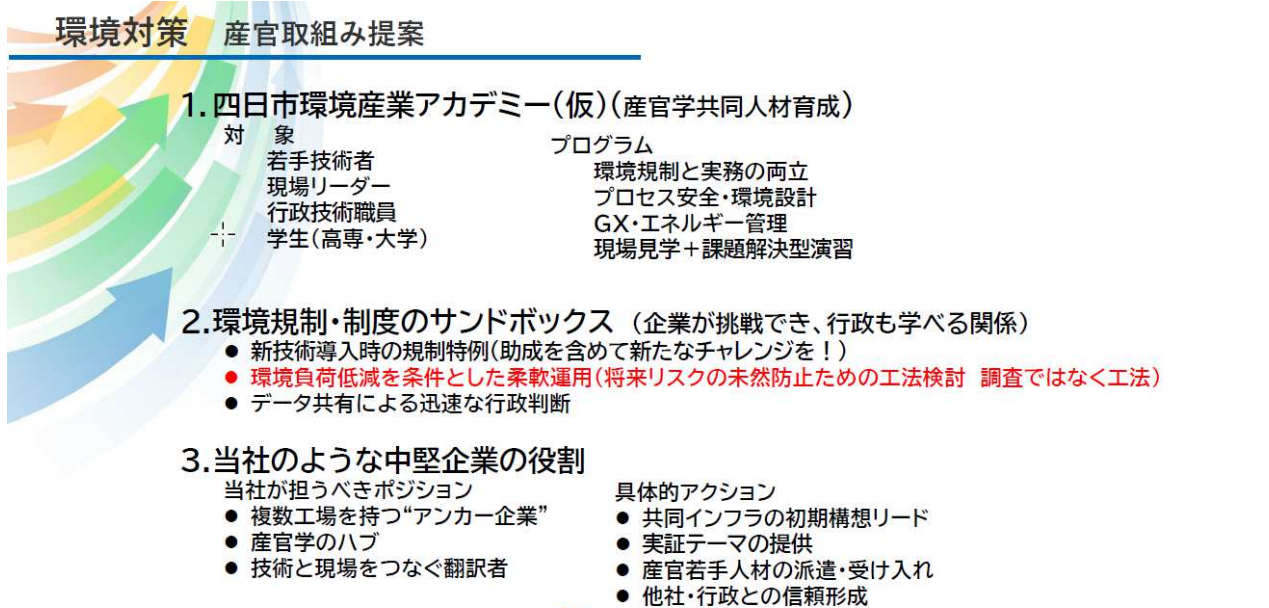 環境対策 産官取組み提案
1.四日市環境産業アカデミー(仮)(産官学共同人材育成)
対 象
若手技術者
現場リーダー
行政技術職員
学生(高専・大学)
プログラム
環境規制と実務の両立
プロセス安全・環境設計
GX・エネルギー管理
現場見学+課題解決型演習
2.環境規制・制度のサンドボックス (企業が挑戦でき、行政も学べる関係)
● 新技術導入時の規制特例(助成を含めて新たなチャレンジを!)
● 環境負荷低減を条件とした柔軟運用(将来リスクの未然防止ための工法検討 調査ではなく工法)
● データ共有による迅速な行政判断
3.当社のような中堅企業の役割
当社が担うべきポジション
● 複数工場を持つ“アンカー企業”
● 産官学のハブ
● 技術と現場をつなぐ翻訳者
具体的アクション
● 共同インフラの初期構想リード
● 実証テーマの提供
● 産官若手人材の派遣・受け入れ
● 他社・行政との信頼形成